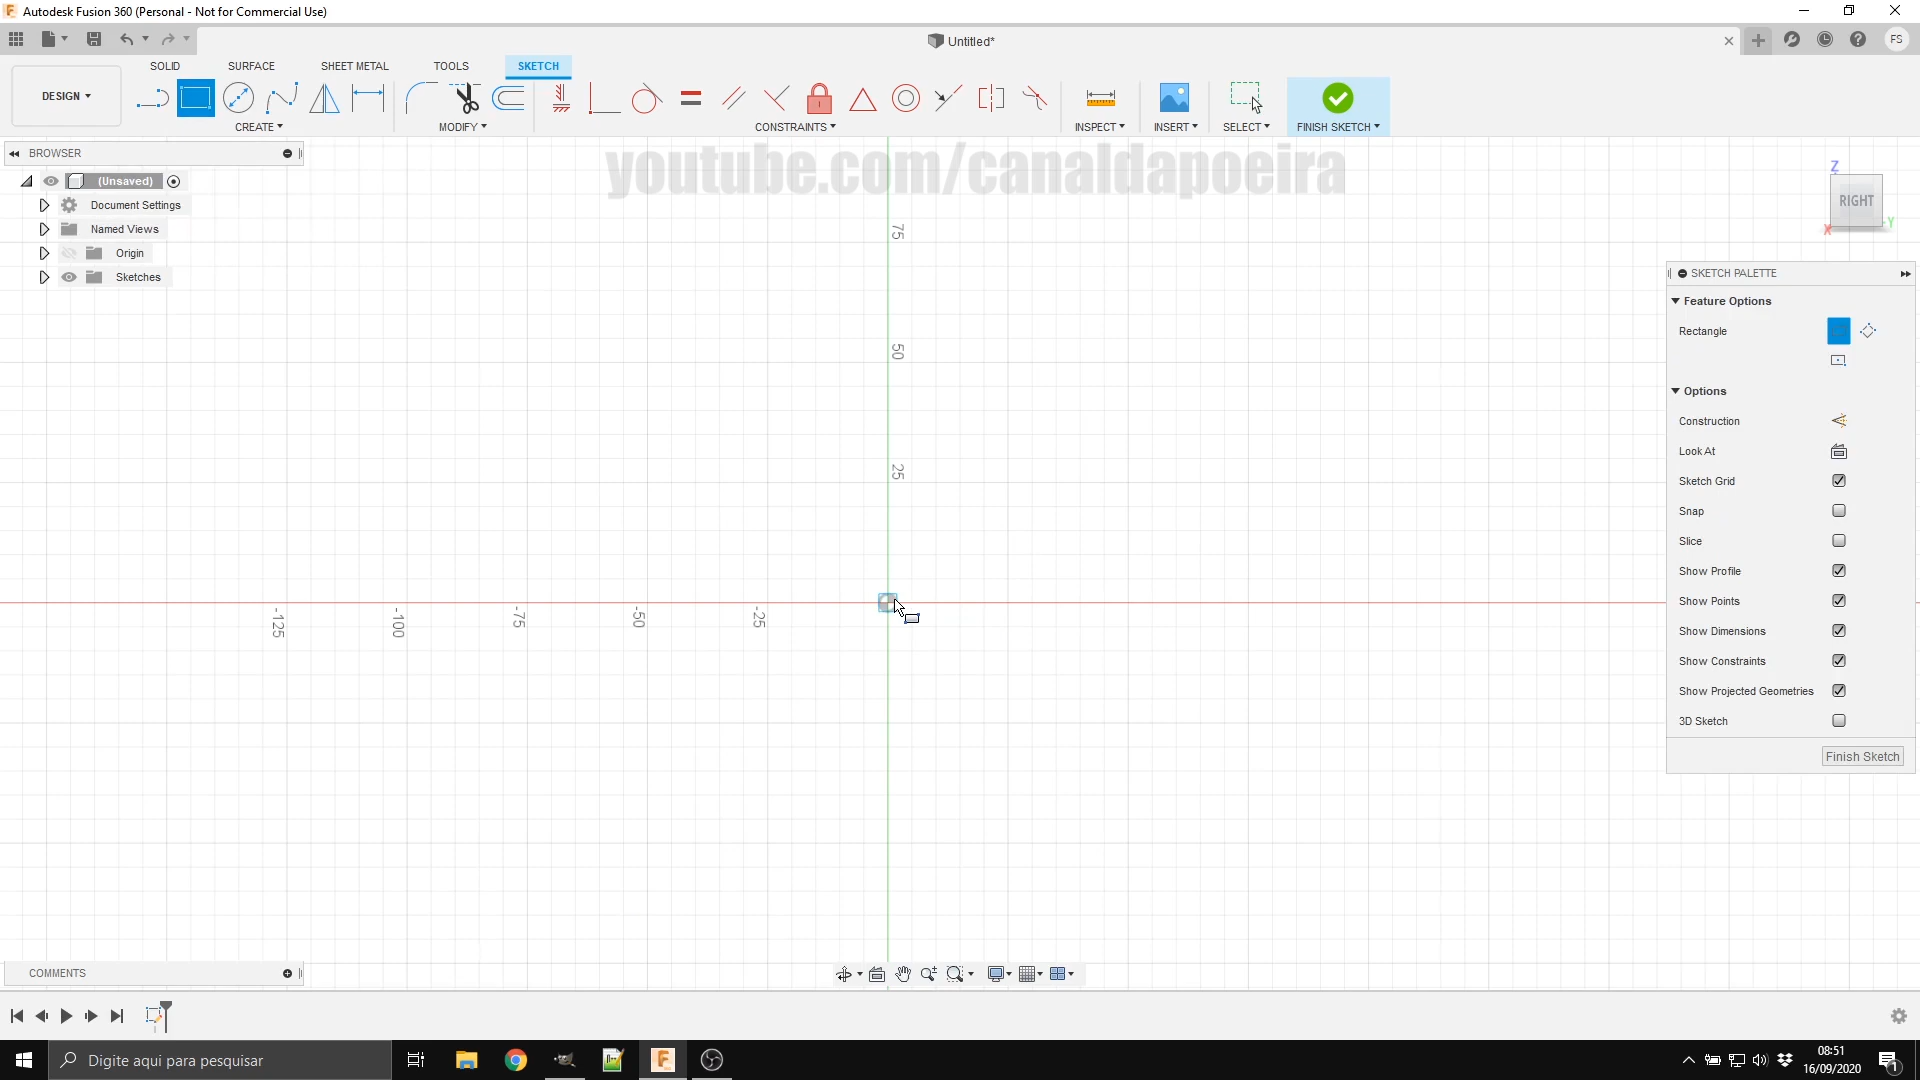 Autodesk Fusion 360 (Personal - Not for Commercial Use)
Untitled*
FS
SOLID
SURFACE
SHEET METAL
TOOLS
SKETCH
DESIGN
CREATE
MODIFY
CONSTRAINTS
INSPECT
INSERT
SELECT
FINISH SKETCH
BROWSER
(Unsaved)
Document Settings
Named Views
Origin
Sketches
youtube.com/canaldapoeira
75
50
25
-125
-100
-75
-50
-25
Z
RIGHT
X
Y
SKETCH PALETTE
Feature Options
Rectangle
Options
Construction
Look At
Sketch Grid
Snap
Slice
Show Profile
Show Points
Show Dimensions
Show Constraints
Show Projected Geometries
3D Sketch
Finish Sketch
COMMENTS
Digite aqui para pesquisar
08:51
16/09/2020
1